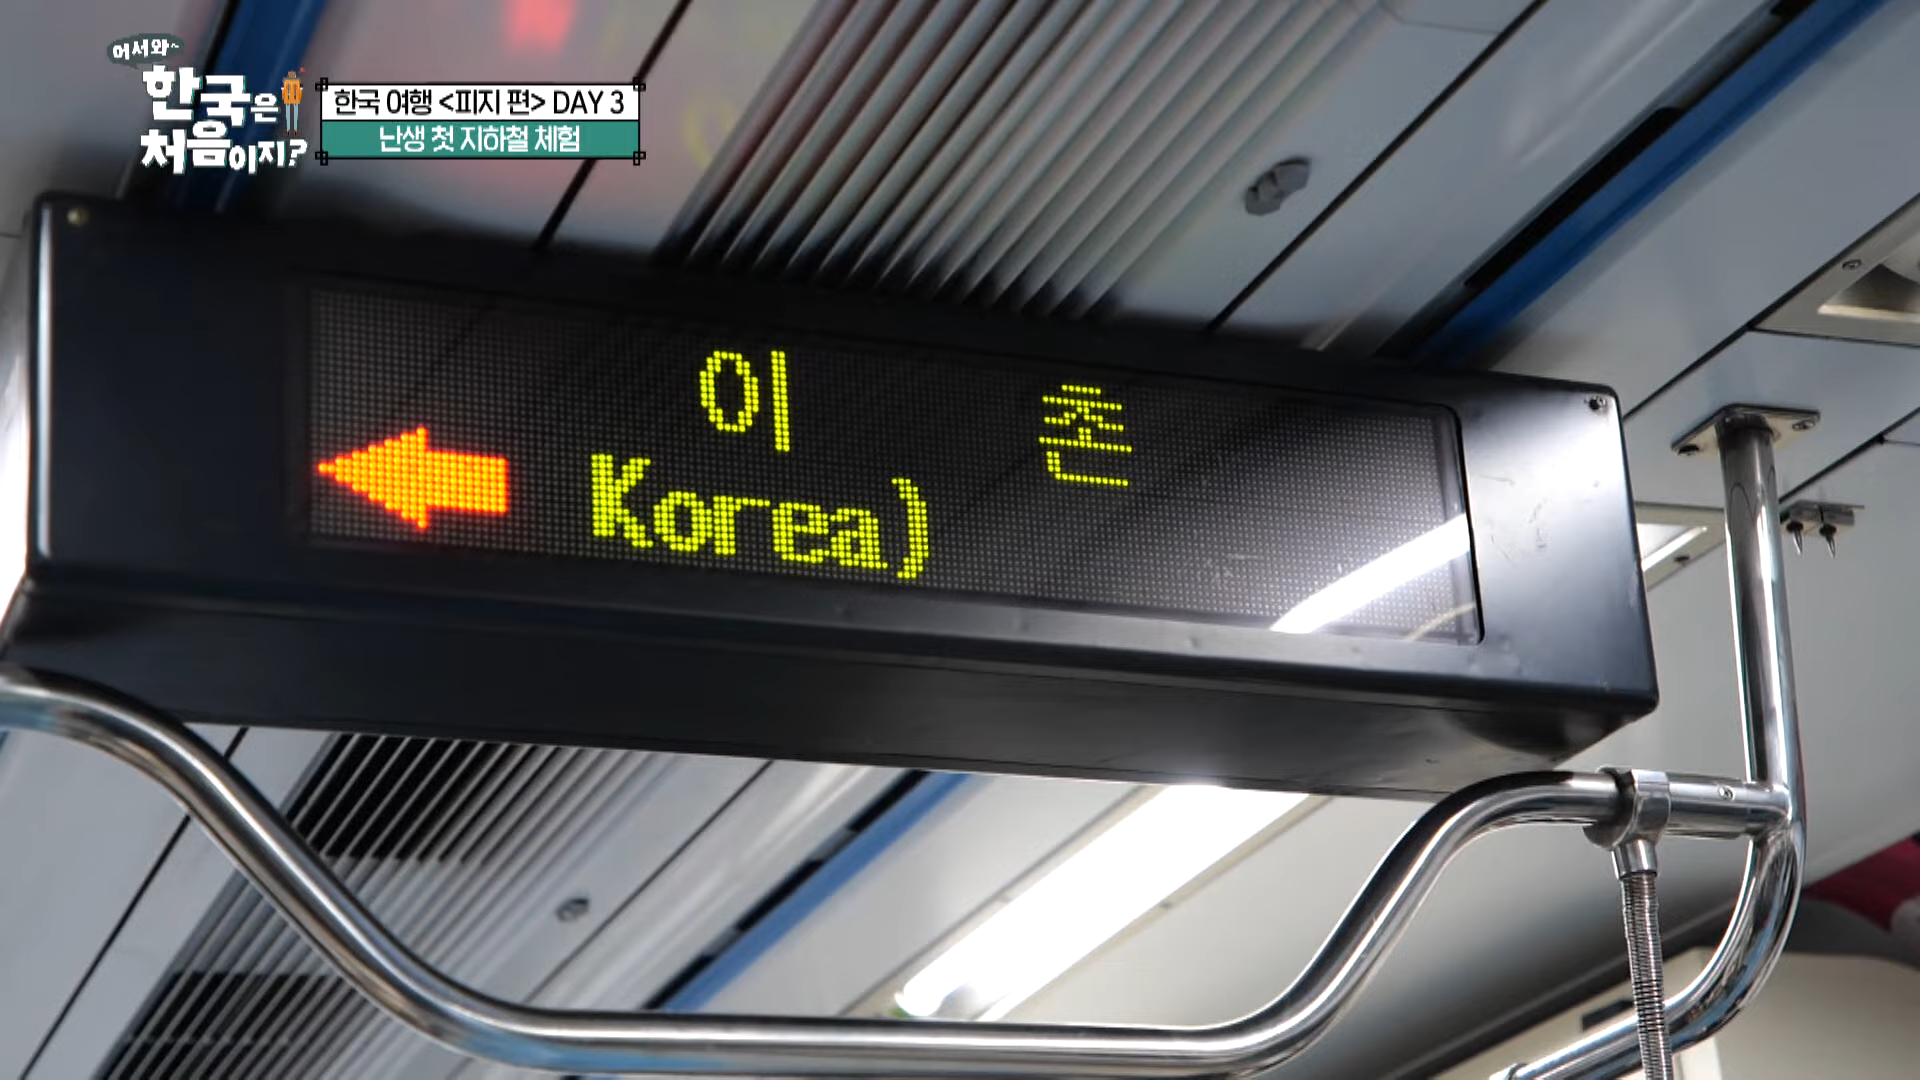 어서와~
한국은
처음이지?
한국 여행 <피지 편> DAY 3
난생 첫 지하철 체험
이 촌
Korea)